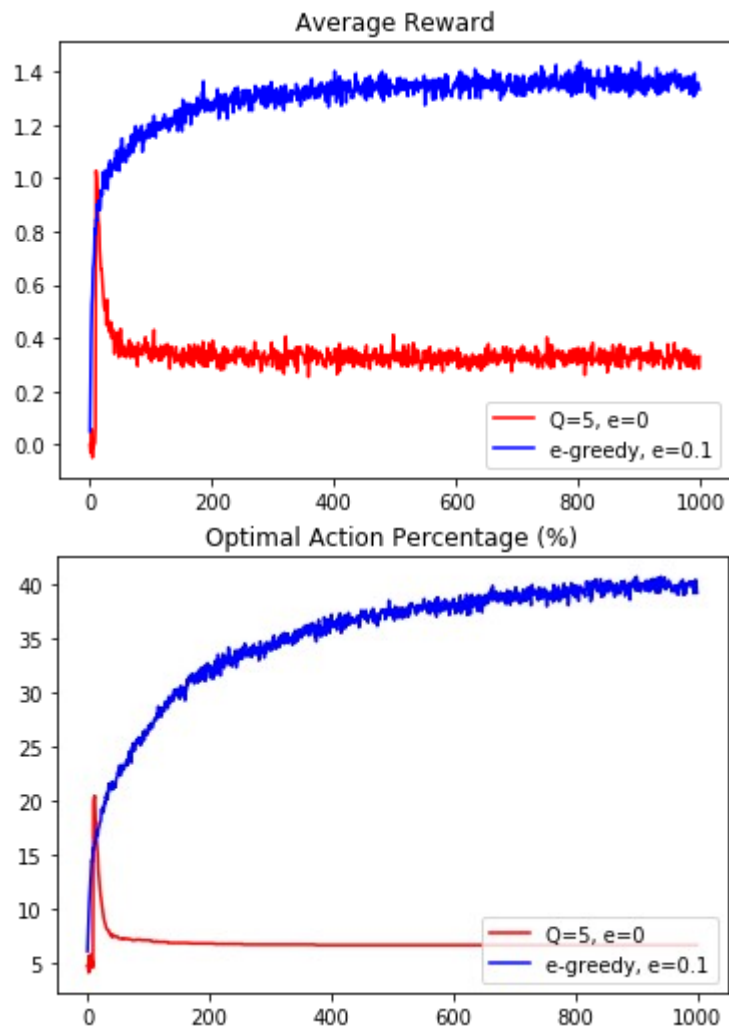 Average Reward
1.4
1.2
1.0
0.8
0.6
0.4
0.2
0.0
Q=5, e=0
e-greedy, e=0.1
0 200 400 600 800 1000
Optimal Action Percentage (%)
40
35
30
25
20
15
10
5
Q=5, e=0
e-greedy, e=0.1
0 200 400 600 800 1000